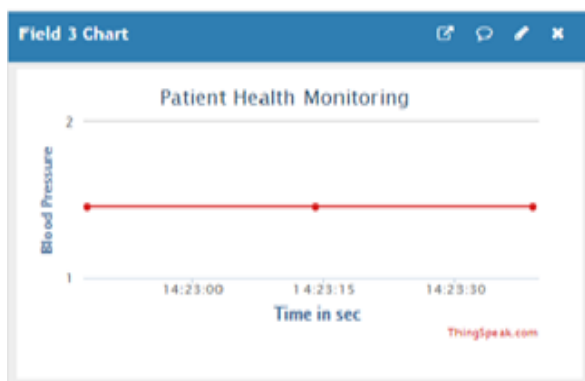 Field 3 Chart
Patient Health Monitoring
2
Blood Pressure
1
14:23:00 14:23:15 14:23:30
Time in sec
ThingSpeak.com